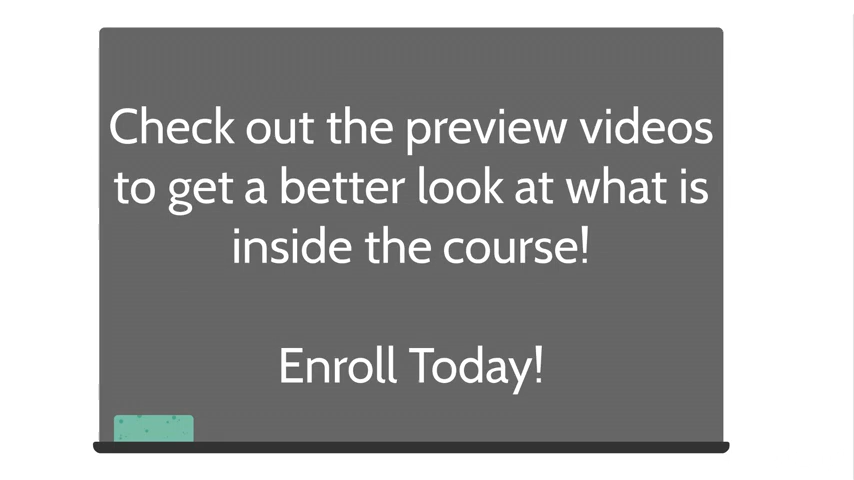 Check out the preview videos
to get a better look at what is
inside the course!
Enroll Today!